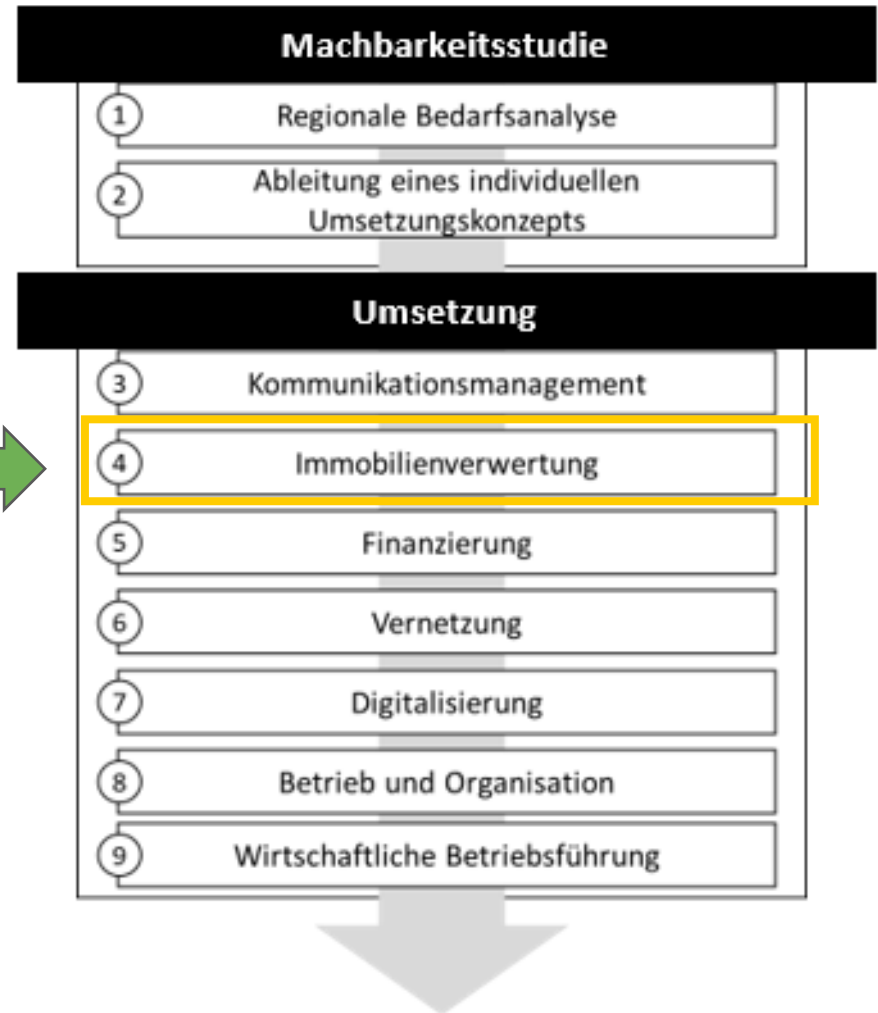 Machbarkeitsstudie
1 Regionale Bedarfsanalyse
2 Ableitung eines individuellen
Umsetzungskonzepts
Umsetzung
3 Kommunikationsmanagement
4 Immobilienverwertung
5 Finanzierung
6 Vernetzung
7 Digitalisierung
8 Betrieb und Organisation
9 Wirtschaftliche Betriebsführung